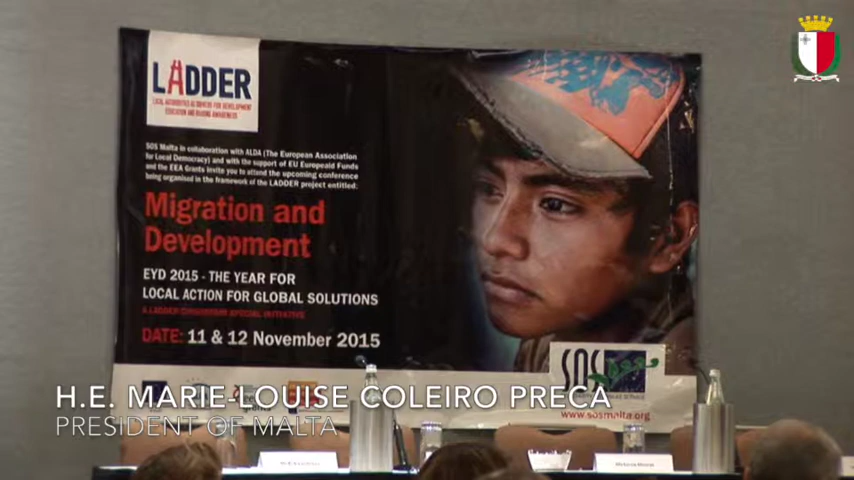 LADDER
LOCAL AUTHORITIES AS DRIVERS FOR DEVELOPMENT
EDUCATION AND RAISING AWARENESS
SOS Malta in collaboration with ALDA (The European Association
for Local Democracy) and with the support of EU Europeaid Funds
and the EEA Grants invite you to attend the upcoming conference
being organised in the framework of the LADDER project entitled:
Migration and
Development
EYD 2015 - THE YEAR FOR
LOCAL ACTION FOR GLOBAL SOLUTIONS
A LADDER CONSORTIUM SPECIAL INITIATIVE
DATE: 11 & 12 November 2015
SOS Malta
www.sosmalta.org
H.E. MARIE-LOUISE COLEIRO PRECA
PRESIDENT OF MALTA